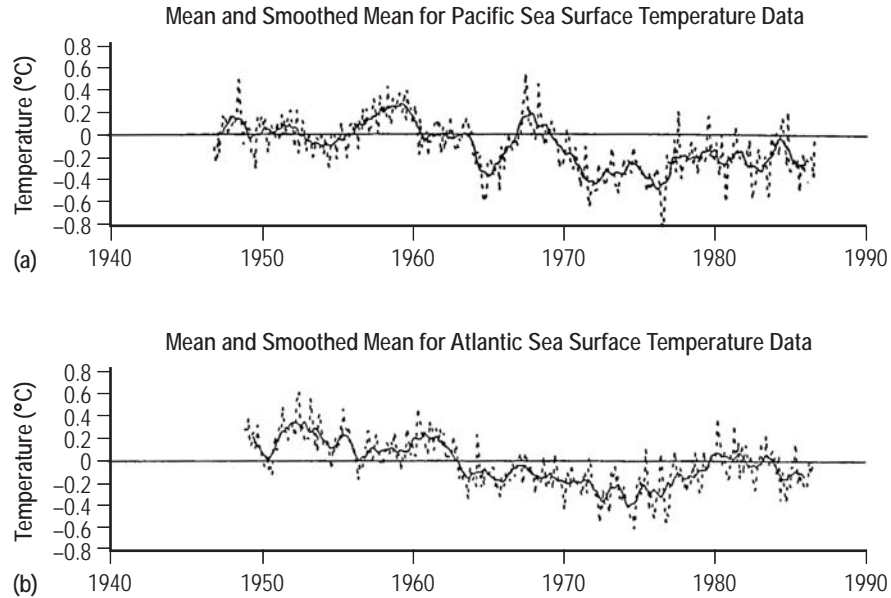 Mean and Smoothed Mean for Pacific Sea Surface Temperature Data
Temperature (°C)
0.8
0.6
0.4
0.2
0
–0.2
–0.4
–0.6
–0.8
(a)
1940 1950 1960 1970 1980 1990
Mean and Smoothed Mean for Atlantic Sea Surface Temperature Data
Temperature (°C)
0.8
0.6
0.4
0.2
0
–0.2
–0.4
–0.6
–0.8
(b)
1940 1950 1960 1970 1980 1990